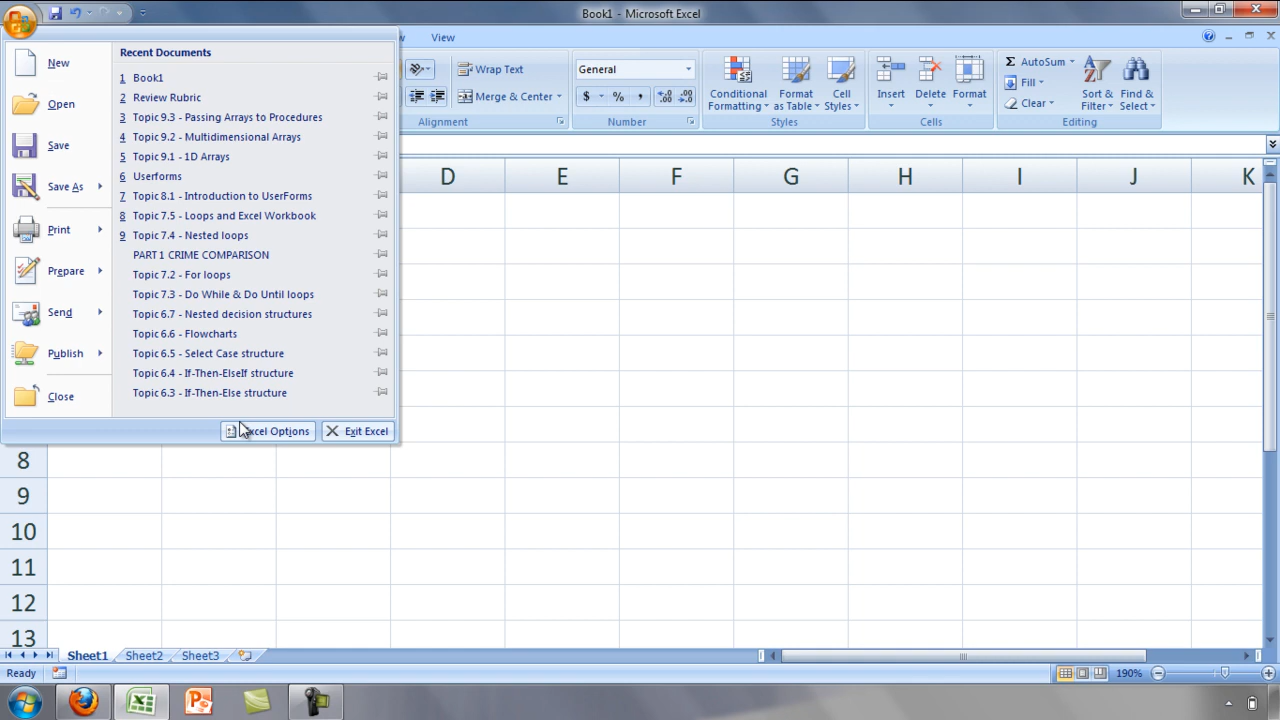 Book1 - Microsoft Excel
View
Recent Documents
New
Open
Save
Save As
Print
Prepare
Send
Publish
Close
1 Book1
2 Review Rubric
3 Topic 9.3 - Passing Arrays to Procedures
4 Topic 9.2 - Multidimensional Arrays
5 Topic 9.1 - 1D Arrays
6 Userforms
7 Topic 8.1 - Introduction to UserForms
8 Topic 7.5 - Loops and Excel Workbook
9 Topic 7.4 - Nested loops
PART 1 CRIME COMPARISON
Topic 7.2 - For loops
Topic 7.3 - Do While & Do Until loops
Topic 6.7 - Nested decision structures
Topic 6.6 - Flowcharts
Topic 6.5 - Select Case structure
Topic 6.4 - If-Then-ElseIf structure
Topic 6.3 - If-Then-Else structure
Excel Options
Exit Excel
Wrap Text
Merge & Center
Alignment
General
$ % ,
Number
Conditional Formatting
Format as Table
Cell Styles
Styles
Insert
Delete
Format
Cells
AutoSum
Fill
Clear
Sort & Filter
Find & Select
Editing
D E F G H I J K
8
9
10
11
12
13
Sheet1 Sheet2 Sheet3
Ready
190%